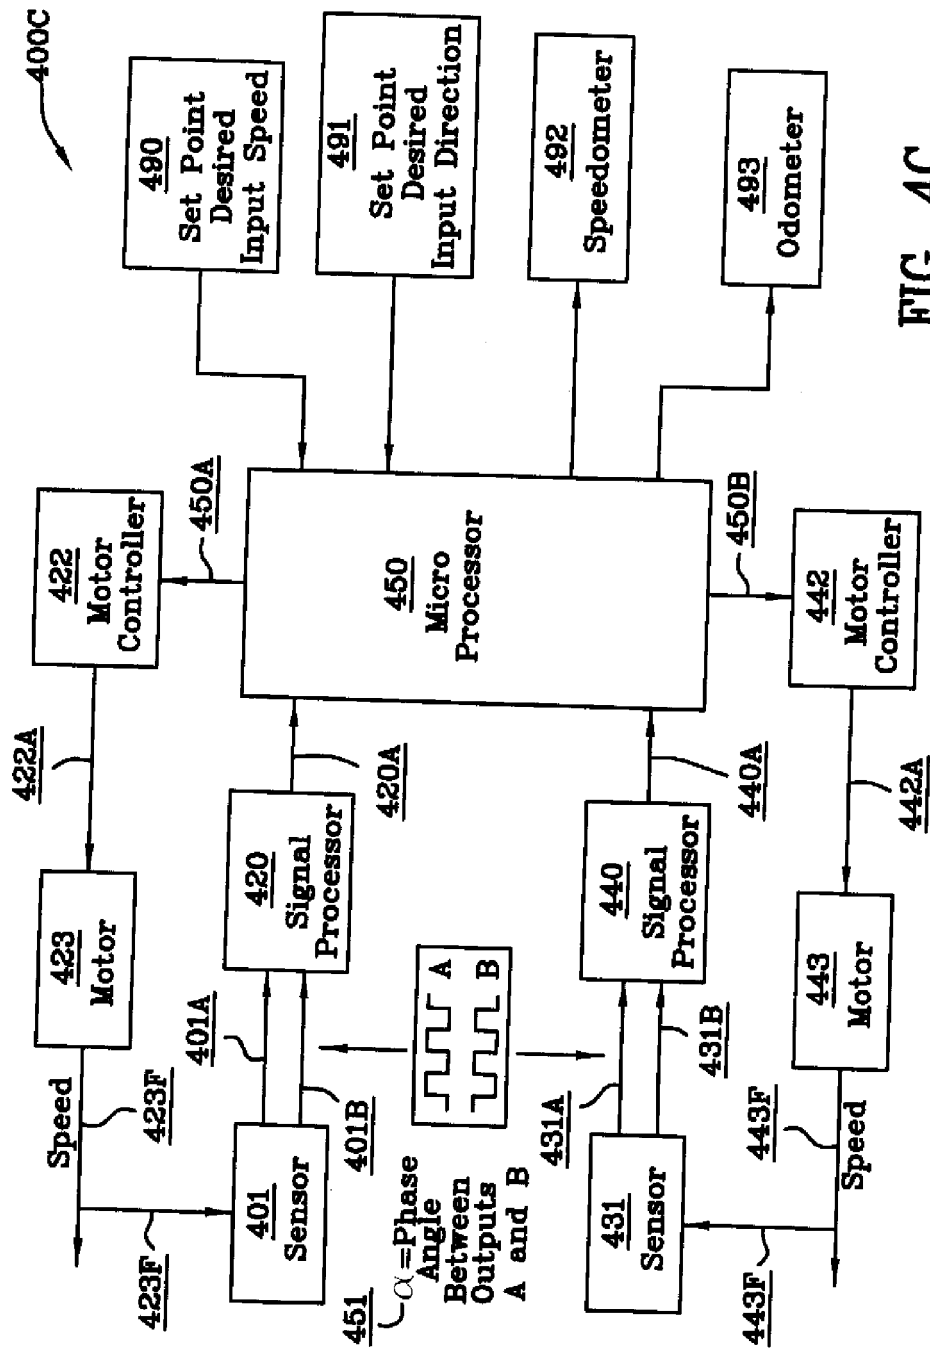 400C
490
Set Point
Desired
Input Speed
491
Set Point
Desired
Input Direction
492
Speedometer
493
Odometer
422
Motor
Controller
450A
450
Micro
Processor
450B
442
Motor
Controller
422A
420A
440A
442A
423
Motor
420
Signal
Processor
440
Signal
Processor
443
Motor
A
B
401A
401B
431A
431B
Speed
423F
423F
401
Sensor
451
α=Phase
Angle
Between
Outputs
A and B
431
Sensor
443F
443F
Speed
FIG. 4C